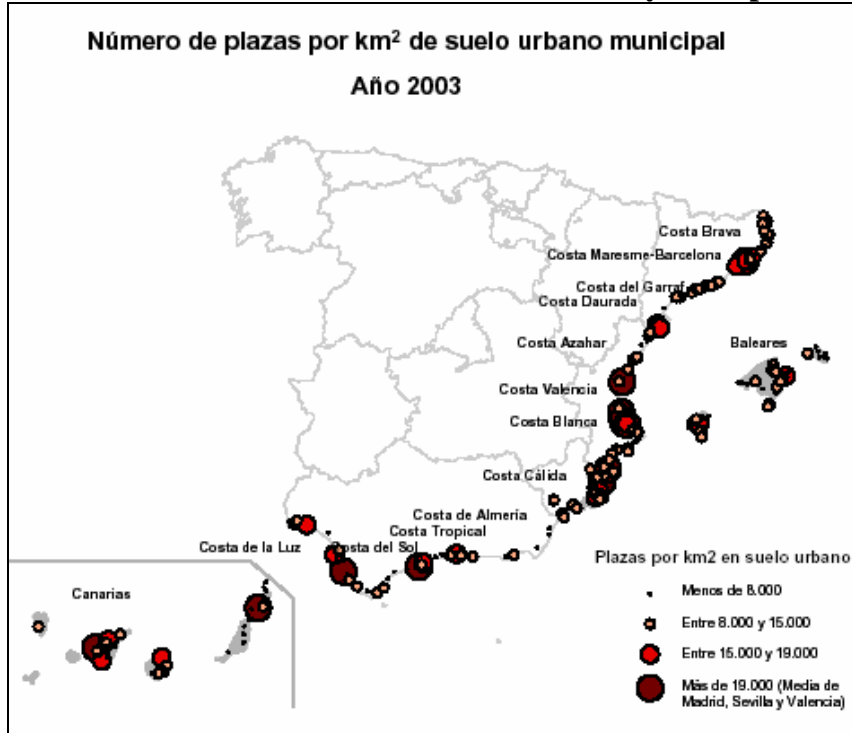 Número de plazas por km² de suelo urbano municipal
Año 2003
Costa Brava
Costa Maresme-Barcelona
Costa del Garraf
Costa Daurada
Costa Azahar
Baleares
Costa Valencia
Costa Blanca
Costa Cálida
Costa de Almería
Costa Tropical
Costa de la Luz
Costa del Sol
Canarias
Plazas por km2 en suelo urbano
Menos de 8.000
Entre 8.000 y 15.000
Entre 15.000 y 19.000
Más de 19.000 (Media de
Madrid, Sevilla y Valencia)